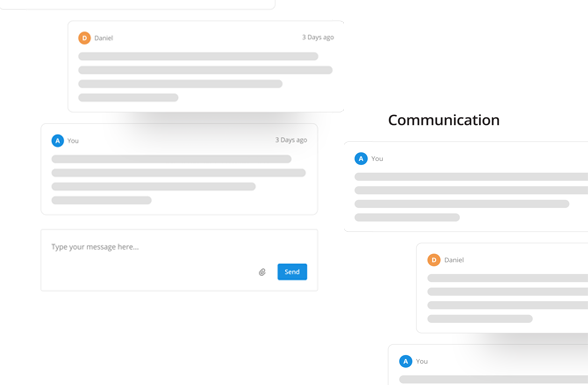 D Daniel 3 Days ago
A You 3 Days ago
Type your message here...
Send
Communication
A You
D Daniel
A You